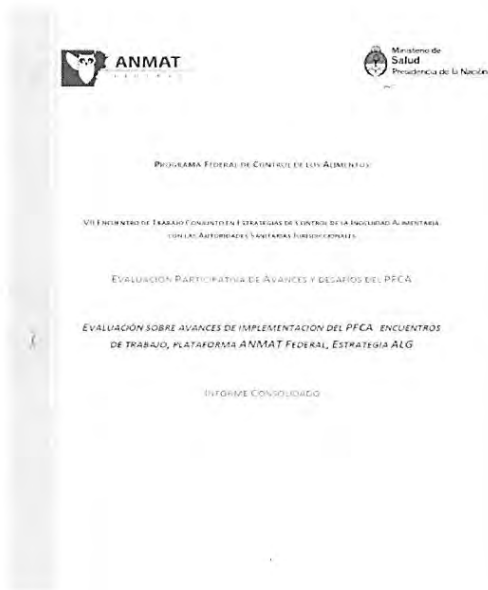 ANMAT
FEDERAL
Ministerio de
Salud
Presidencia de la Nación
PROGRAMA FEDERAL DE CONTROL DE LOS ALIMENTOS
VII ENCUENTRO DE TRABAJO CONJUNTO EN ESTRATEGIAS DE CONTROL DE LA INOCUIDAD ALIMENTARIA
CON LAS AUTORIDADES SANITARIAS JURISDICCIONALES
EVALUACIÓN PARTICIPATIVA DE AVANCES Y DESAFÍOS DEL PFCA
EVALUACIÓN SOBRE AVANCES DE IMPLEMENTACIÓN DEL PFCA ENCUENTROS
DE TRABAJO, PLATAFORMA ANMAT FEDERAL, ESTRATEGIA ALG
INFORME CONSOLIDADO